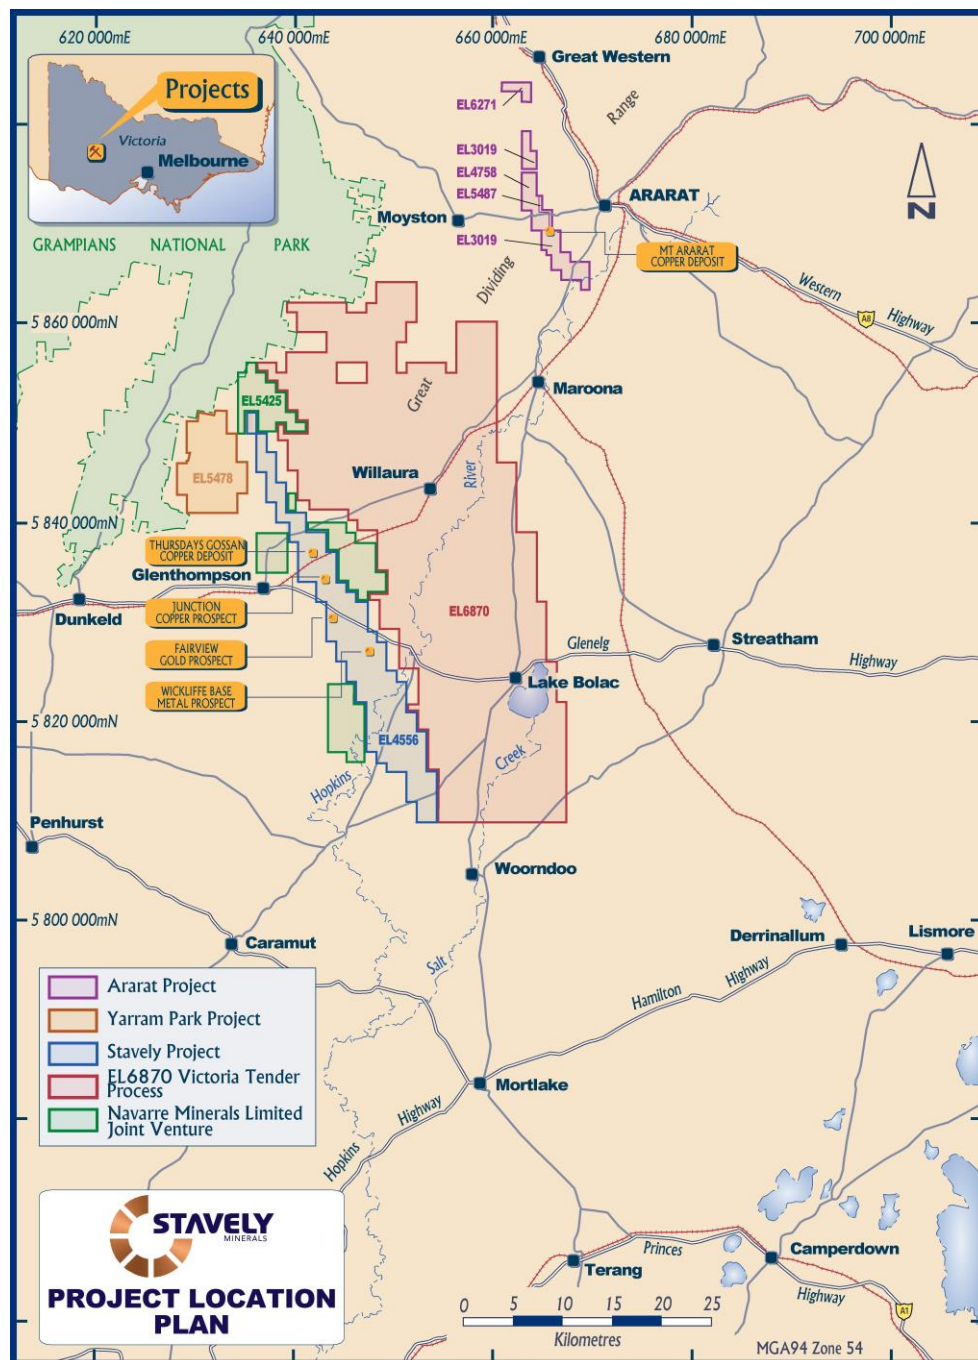 620 000mE
640 000mE
660 000mE
680 000mE
700 000mE
Great Western
Projects
Victoria
Melbourne
EL6271
Range
EL3019
EL4758
EL5487
ARARAT
N
Moyston
EL3019
GRAMPIANS NATIONAL PARK
MT ARARAT
COPPER DEPOSIT
Dividing
Western
Highway
A8
5 860 000mN
Great
Maroona
EL5425
EL5478
Willaura
River
5 840 000mN
THURSDAYS GOSSAN
COPPER DEPOSIT
Glenthompson
JUNCTION
COPPER PROSPECT
Dunkeld
EL6870
FAIRVIEW
GOLD PROSPECT
Glenelg
Streatham
Highway
WICKLIFFE BASE
METAL PROSPECT
Lake Bolac
5 820 000mN
EL4556
Creek
Hopkins
Penhurst
Woorndoo
5 800 000mN
Caramut
Derrinallum
Lismore
Salt
Hamilton
Highway
Ararat Project
Yarram Park Project
Stavely Project
EL6870 Victoria Tender
Process
Navarre Minerals Limited
Joint Venture
Mortlake
Hopkins
Highway
STAVELY
MINERALS
PROJECT LOCATION
PLAN
Terang
Princes
Camperdown
Highway
A1
0 5 10 15 20 25
Kilometres
MGA94 Zone 54